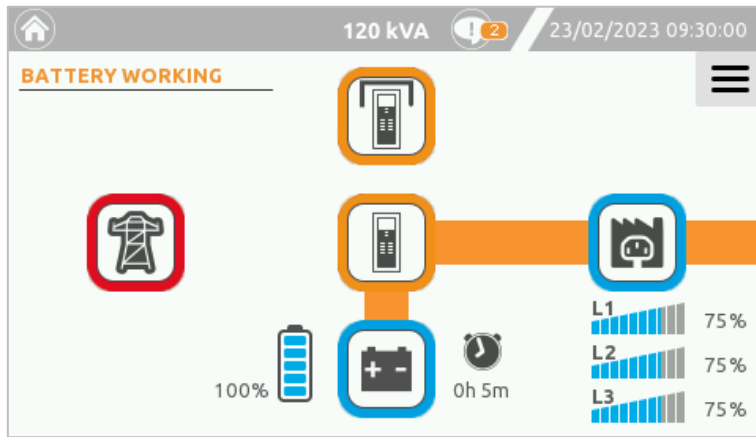 120 kVA
2
23/02/2023 09:30:00
BATTERY WORKING
L1
75%
L2
75%
L3
75%
100%
0h 5m